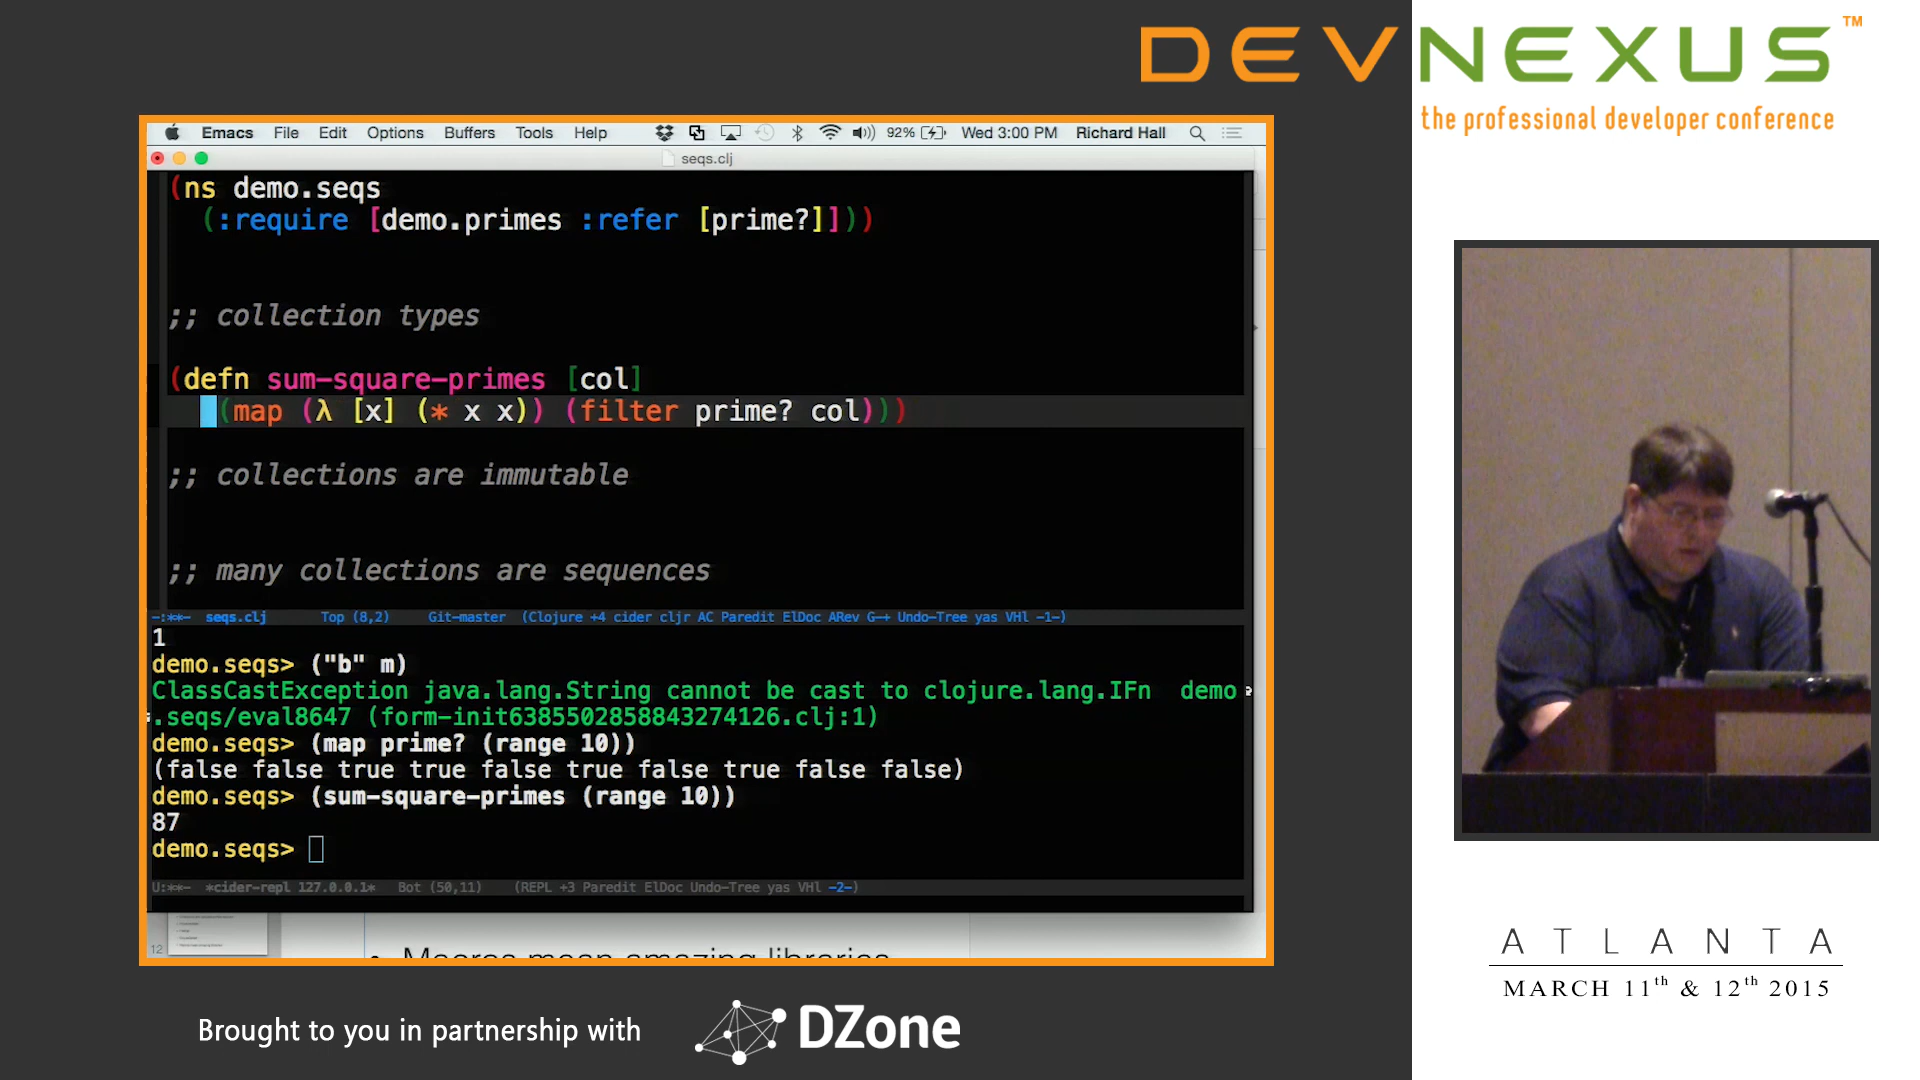 DEVNEXUS™
the professional developer conference
Emacs File Edit Options Buffers Tools Help 92% Wed 3:00 PM Richard Hall
seqs.clj
(ns demo.seqs
(:require [demo.primes :refer [prime?]]))
;; collection types
(defn sum-square-primes [col]
(map (λ [x] (* x x)) (filter prime? col)))
;; collections are immutable
;; many collections are sequences
-:**- seqs.clj Top (8,2) Git-master (Clojure +4 cider cljr AC Paredit ElDoc ARev G-+ Undo-Tree yas VHl -1-)
1
demo.seqs> ("b" m)
ClassCastException java.lang.String cannot be cast to clojure.lang.IFn demo
.seqs/eval8647 (form-init6385502858843274126.clj:1)
demo.seqs> (map prime? (range 10))
(false false true true false true false true false false)
demo.seqs> (sum-square-primes (range 10))
87
demo.seqs>
U:**- *cider-repl 127.0.0.1* Bot (50,11) (REPL +3 Paredit ElDoc Undo-Tree yas VHl -2-)
12
• Macros mean amazing libraries
ATLANTA
MARCH 11th & 12th 2015
Brought to you in partnership with DZone